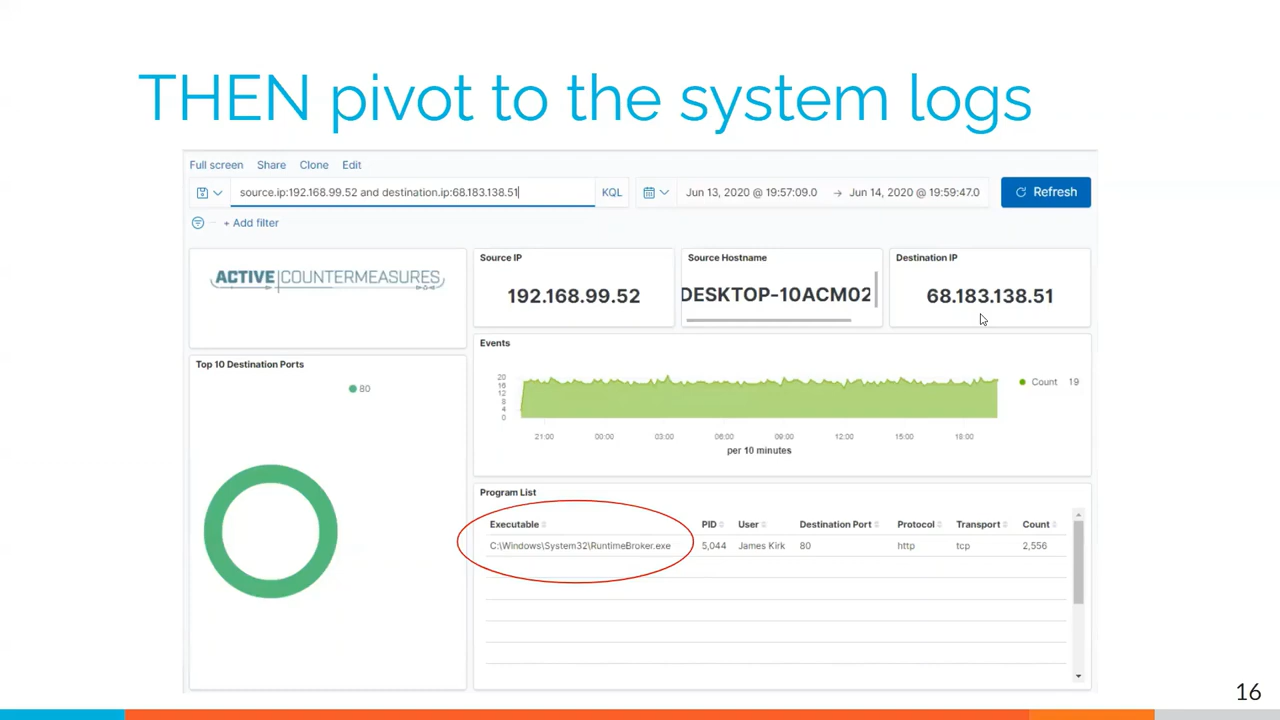 THEN pivot to the system logs
Full screen Share Clone Edit
source.ip:192.168.99.52 and destination.ip:68.183.138.51 KQL Jun 13, 2020 @ 19:57:09.0 → Jun 14, 2020 @ 19:59:47.0 Refresh
+ Add filter
ACTIVE COUNTERMEASURES
Source IP
192.168.99.52
Source Hostname
DESKTOP-10ACM02
Destination IP
68.183.138.51
Top 10 Destination Ports
80
Events
20
16
12
8
4
0
21:00 00:00 03:00 06:00 09:00 12:00 15:00 18:00
per 10 minutes
Count 19
Program List
Executable PID User Destination Port Protocol Transport Count
C:\Windows\System32\RuntimeBroker.exe 5,044 James Kirk 80 http tcp 2,556
16